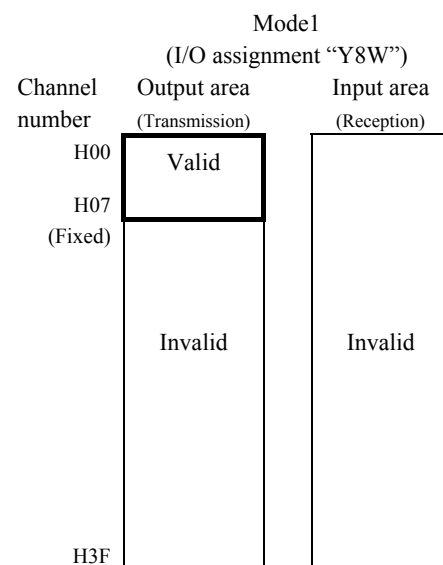 Mode1
(I/O assignment “Y8W”)
Channel number
Output area
(Transmission)
Input area
(Reception)
H00
Valid
H07
(Fixed)
Invalid
Invalid
H3F